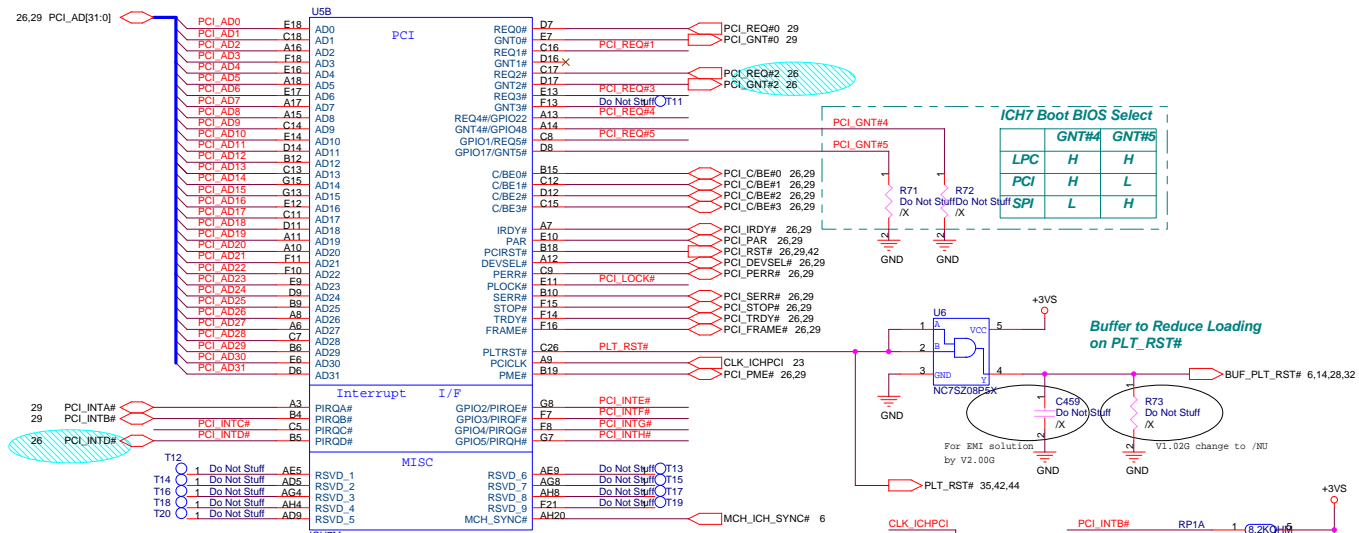 U5B
26,29 PCI_AD[31:0]
PCI_AD0 E18 AD0 PCI REQ0# D7 PCI_REQ#0 29
PCI_AD1 C18 AD1 GNT0# E7 PCI_GNT#0 29
PCI_AD2 A16 AD2 REQ1# C16 PCI_REQ#1
PCI_AD3 F18 AD3 GNT1# D16
PCI_AD4 E16 AD4 REQ2# C17 PCI_REQ#2 26
PCI_AD5 A18 AD5 GNT2# D17 PCI_GNT#2 26
PCI_AD6 E17 AD6 REQ3# E13 PCI_REQ#3
PCI_AD7 A17 AD7 GNT3# F13 Do Not Stuff 1 T11
PCI_AD8 A15 AD8 REQ4#/GPIO22 A13 PCI_REQ#4
PCI_AD9 C14 AD9 GNT4#/GPIO48 A14 PCI_GNT#4
PCI_AD10 E14 AD10 GPIO1/REQ5# C8 PCI_REQ#5
PCI_AD11 D14 AD11 GPIO17/GNT5# D8 PCI_GNT#5
PCI_AD12 B12 AD12
PCI_AD13 C13 AD13 C/BE0# B15 PCI_C/BE#0 26,29
PCI_AD14 G15 AD14 C/BE1# C12 PCI_C/BE#1 26,29
PCI_AD15 G13 AD15 C/BE2# D12 PCI_C/BE#2 26,29
PCI_AD16 E12 AD16 C/BE3# C15 PCI_C/BE#3 26,29
PCI_AD17 C11 AD17
PCI_AD18 D11 AD18 IRDY# A7 PCI_IRDY# 26,29
PCI_AD19 A11 AD19 PAR E10 PCI_PAR 26,29
PCI_AD20 A10 AD20 PCIRST# B18 PCI_RST# 26,29,42
PCI_AD21 F11 AD21 DEVSEL# A12 PCI_DEVSEL# 26,29
PCI_AD22 F10 AD22 PERR# C9 PCI_PERR# 26,29
PCI_AD23 E9 AD23 PLOCK# E11 PCI_LOCK#
PCI_AD24 D9 AD24 SERR# B10 PCI_SERR# 26,29
PCI_AD25 B9 AD25 STOP# F15 PCI_STOP# 26,29
PCI_AD26 A8 AD26 TRDY# F14 PCI_TRDY# 26,29
PCI_AD27 A6 AD27 FRAME# F16 PCI_FRAME# 26,29
PCI_AD28 C7 AD28
PCI_AD29 B6 AD29 PLTRST# C26 PLT_RST#
PCI_AD30 E6 AD30 PCICLK A9 CLK_ICHPCI 23
PCI_AD31 D6 AD31 PME# B19 PCI_PME# 26,29
ICH7 Boot BIOS Select
GNT#4 GNT#5
LPC H H
PCI H L
SPI L H
1 1
R71 R72
Do Not Stuff Do Not Stuff
/X /X
2 2
GND GND
+3VS
U6
1 A VCC 5
2 B
3 GND Y 4
NC7SZ08P5X
GND
Buffer to Reduce Loading
on PLT_RST#
BUF_PLT_RST# 6,14,28,32
1 1
C459 R73
Do Not Stuff Do Not Stuff
/X /X
2 2
For EMI solution
by V2.00G
V1.02G change to /NU
GND GND
PLT_RST# 35,42,44
Interrupt I/F
29 PCI_INTA# A3 PIRQA# GPIO2/PIRQE# G8 PCI_INTE#
29 PCI_INTB# B4 PIRQB# GPIO3/PIRQF# F7 PCI_INTF#
PCI_INTC# C5 PIRQC# GPIO4/PIRQG# F8 PCI_INTG#
26 PCI_INTD# PCI_INTD# B5 PIRQD# GPIO5/PIRQH# G7 PCI_INTH#
MISC
T12 1 Do Not Stuff AE5 RSVD_1 RSVD_6 AE9 Do Not Stuff 1 T13
T14 1 Do Not Stuff AD5 RSVD_2 RSVD_7 AG8 Do Not Stuff 1 T15
T16 1 Do Not Stuff AG4 RSVD_3 RSVD_8 AH8 Do Not Stuff 1 T17
T18 1 Do Not Stuff AH4 RSVD_4 RSVD_9 F21 Do Not Stuff 1 T19
T20 1 Do Not Stuff AD9 RSVD_5 MCH_SYNC# AH20 MCH_ICH_SYNC# 6
+3VS
CLK_ICHPCI
PCI_INTB# RP1A 1 8.2KOHM 5